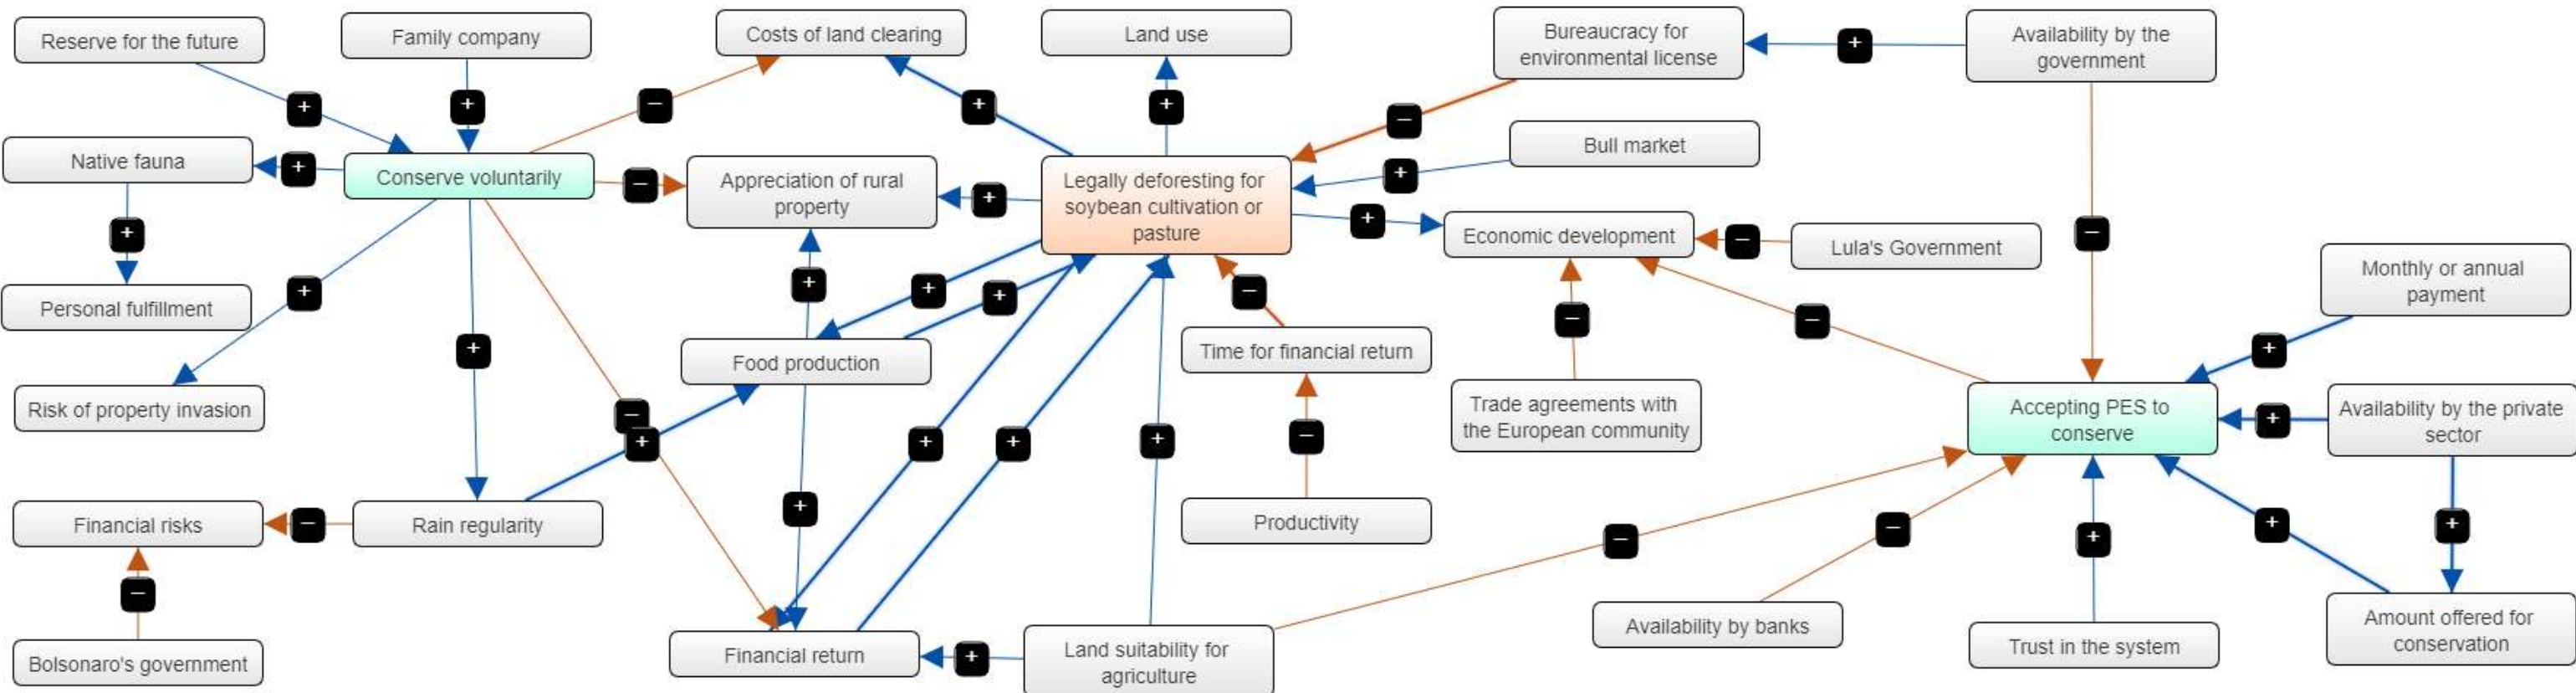 Reserve for the future
Family company
Costs of land clearing
Land use
Bureaucracy for
environmental license
Availability by the
government
+
+
+
+
+
−
−
Bull market
Native fauna
+
Conserve voluntarily
−
Appreciation of rural
property
+
Legally deforesting for
soybean cultivation or
pasture
+
+
Economic development
−
Lula's Government
−
Monthly or annual
payment
+
Personal fulfillment
+
+
+
+
−
−
−
+
Risk of property invasion
+
Food production
Time for financial return
Trade agreements with
the European community
Accepting PES to
conserve
+
Availability by the private
sector
−
+
+
+
+
−
Financial risks
−
Rain regularity
+
Productivity
−
−
+
+
+
−
Bolsonaro's government
Financial return
+
Land suitability for
agriculture
Availability by banks
Trust in the system
Amount offered for
conservation